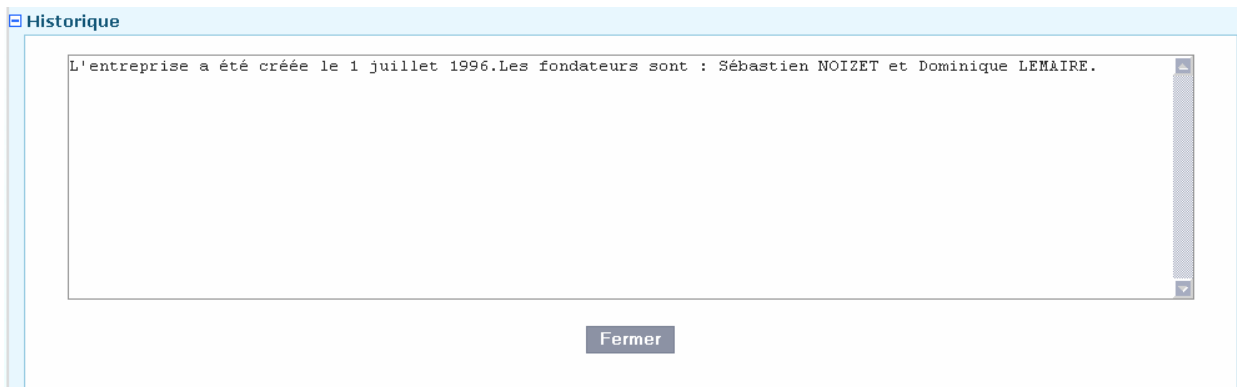 Historique
L'entreprise a été créée le 1 juillet 1996.Les fondateurs sont : Sébastien NOIZET et Dominique LEMAIRE.
Fermer